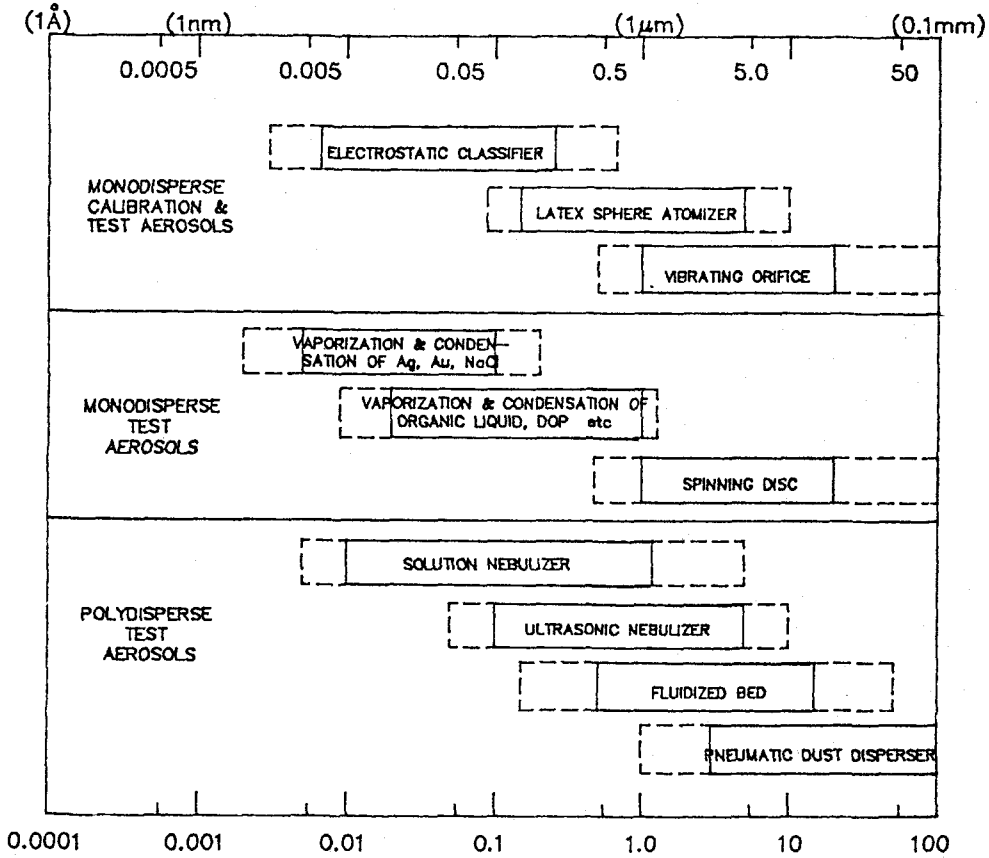 (1Å) (1nm) (1μm) (0.1mm)
0.0005 0.005 0.05 0.5 5.0 50
ELECTROSTATIC CLASSIFIER
MONODISPERSE
CALIBRATION &
TEST AEROSOLS
LATEX SPHERE ATOMIZER
VIBRATING ORIFICE
VAPORIZATION & CONDEN-
SATION OF Ag, Au, NaCl
MONODISPERSE
TEST
AEROSOLS
VAPORIZATION & CONDENSATION OF
ORGANIC LIQUID, DOP etc
SPINNING DISC
SOLUTION NEBULIZER
POLYDISPERSE
TEST
AEROSOLS
ULTRASONIC NEBULIZER
FLUIDIZED BED
PNEUMATIC DUST DISPERSER
0.0001 0.001 0.01 0.1 1.0 10 100